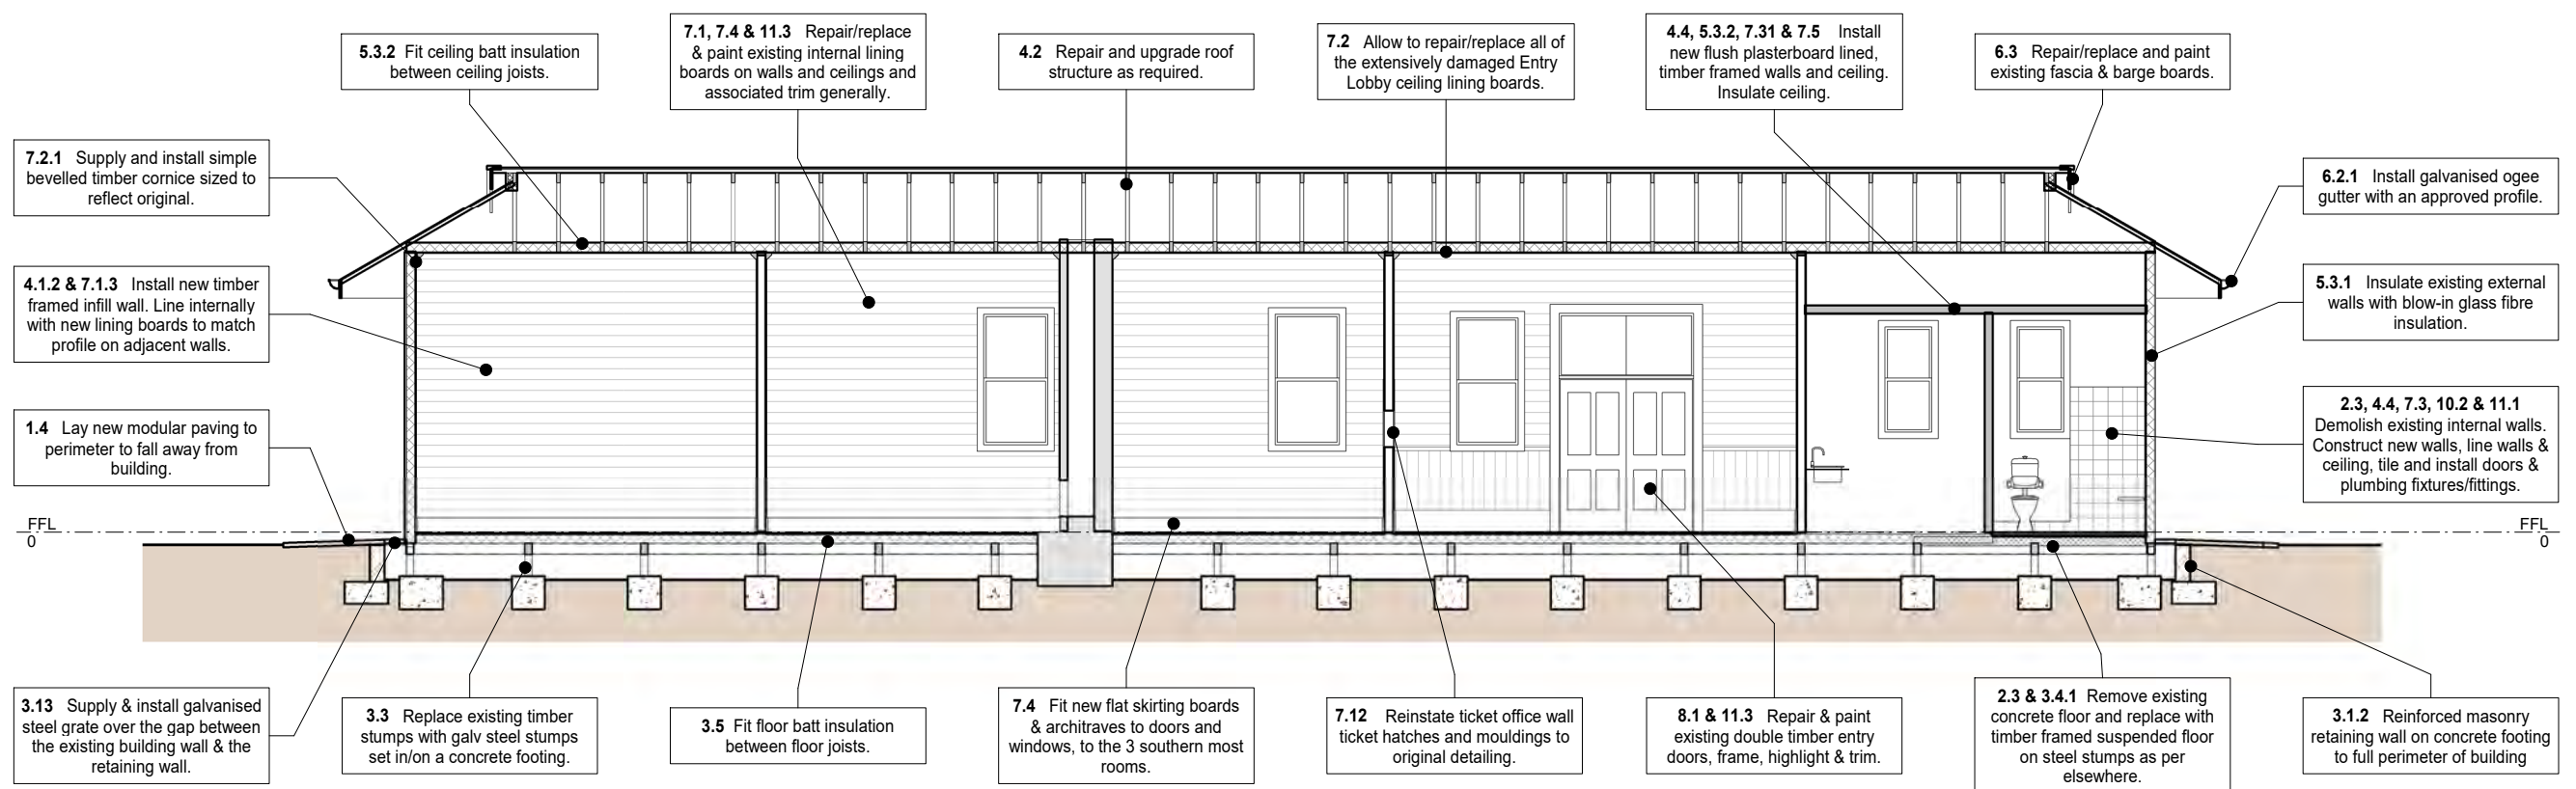 5.3.2 Fit ceiling batt insulation
between ceiling joists.
7.1, 7.4 & 11.3 Repair/replace
& paint existing internal lining
boards on walls and ceilings and
associated trim generally.
4.2 Repair and upgrade roof
structure as required.
7.2 Allow to repair/replace all of
the extensively damaged Entry
Lobby ceiling lining boards.
4.4, 5.3.2, 7.31 & 7.5 Install
new flush plasterboard lined,
timber framed walls and ceiling.
Insulate ceiling.
6.3 Repair/replace and paint
existing fascia & barge boards.
7.2.1 Supply and install simple
bevelled timber cornice sized to
reflect original.
4.1.2 & 7.1.3 Install new timber
framed infill wall. Line internally
with new lining boards to match
profile on adjacent walls.
1.4 Lay new modular paving to
perimeter to fall away from
building.
6.2.1 Install galvanised ogee
gutter with an approved profile.
5.3.1 Insulate existing external
walls with blow-in glass fibre
insulation.
2.3, 4.4, 7.3, 10.2 & 11.1
Demolish existing internal walls.
Construct new walls, line walls &
ceiling, tile and install doors &
plumbing fixtures/fittings.
FFL
0
FFL
0
3.13 Supply & install galvanised
steel grate over the gap between
the existing building wall & the
retaining wall.
3.3 Replace existing timber
stumps with galv steel stumps
set in/on a concrete footing.
3.5 Fit floor batt insulation
between floor joists.
7.4 Fit new flat skirting boards
& architraves to doors and
windows, to the 3 southern most
rooms.
7.12 Reinstate ticket office wall
ticket hatches and mouldings to
original detailing.
8.1 & 11.3 Repair & paint
existing double timber entry
doors, frame, highlight & trim.
2.3 & 3.4.1 Remove existing
concrete floor and replace with
timber framed suspended floor
on steel stumps as per
elsewhere.
3.1.2 Reinforced masonry
retaining wall on concrete footing
to full perimeter of building